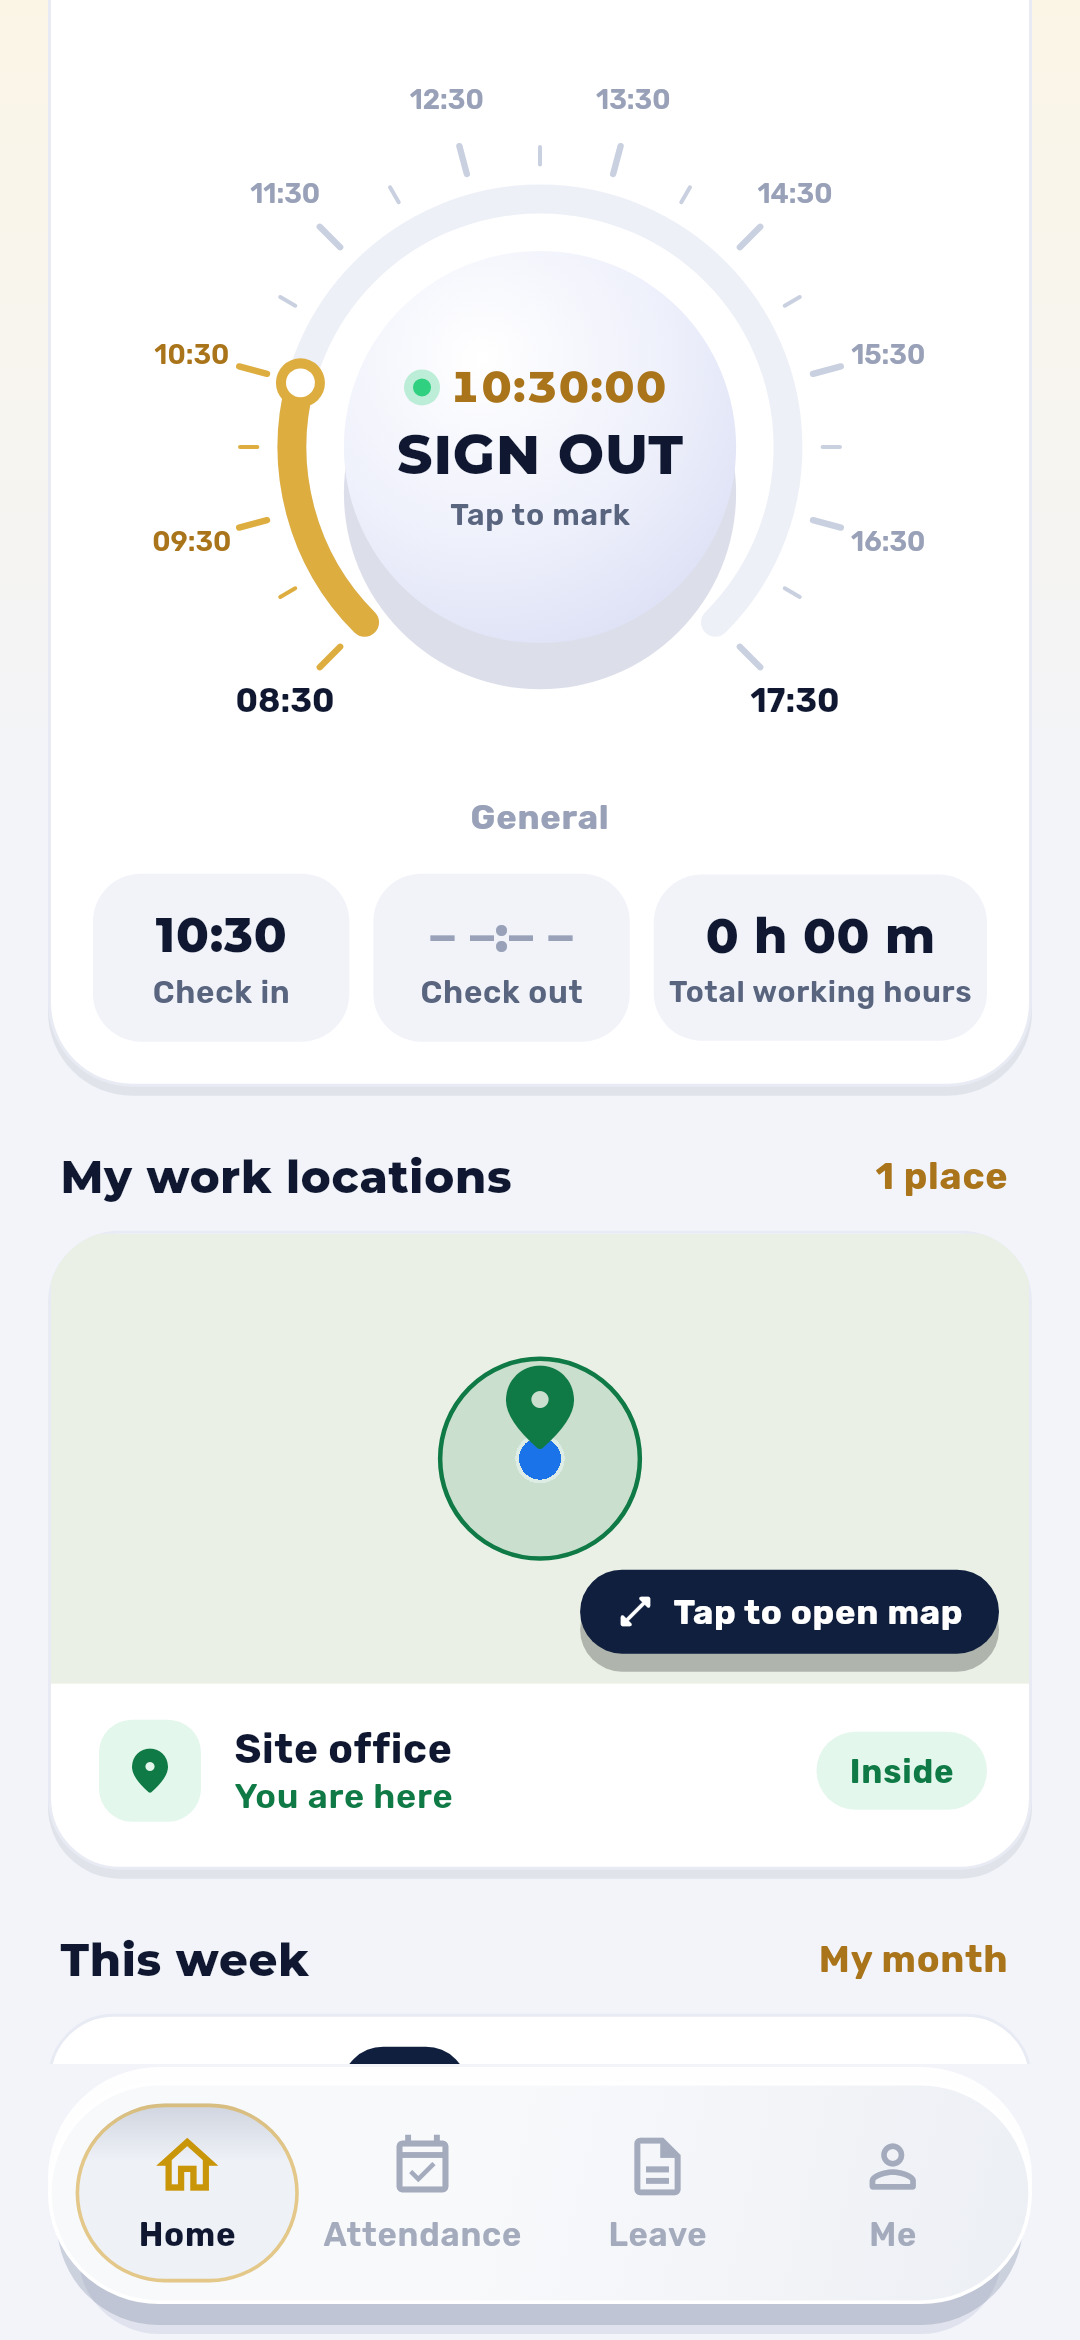 12:30 13:30
11:30 14:30
10:30 15:30
10:30:00
SIGN OUT
Tap to mark
09:30 16:30
08:30 17:30
General
10:30
Check in
– –:– –
Check out
0 h 00 m
Total working hours
My work locations 1 place
Tap to open map
Site office
You are here
Inside
This week My month
Home Attendance Leave Me